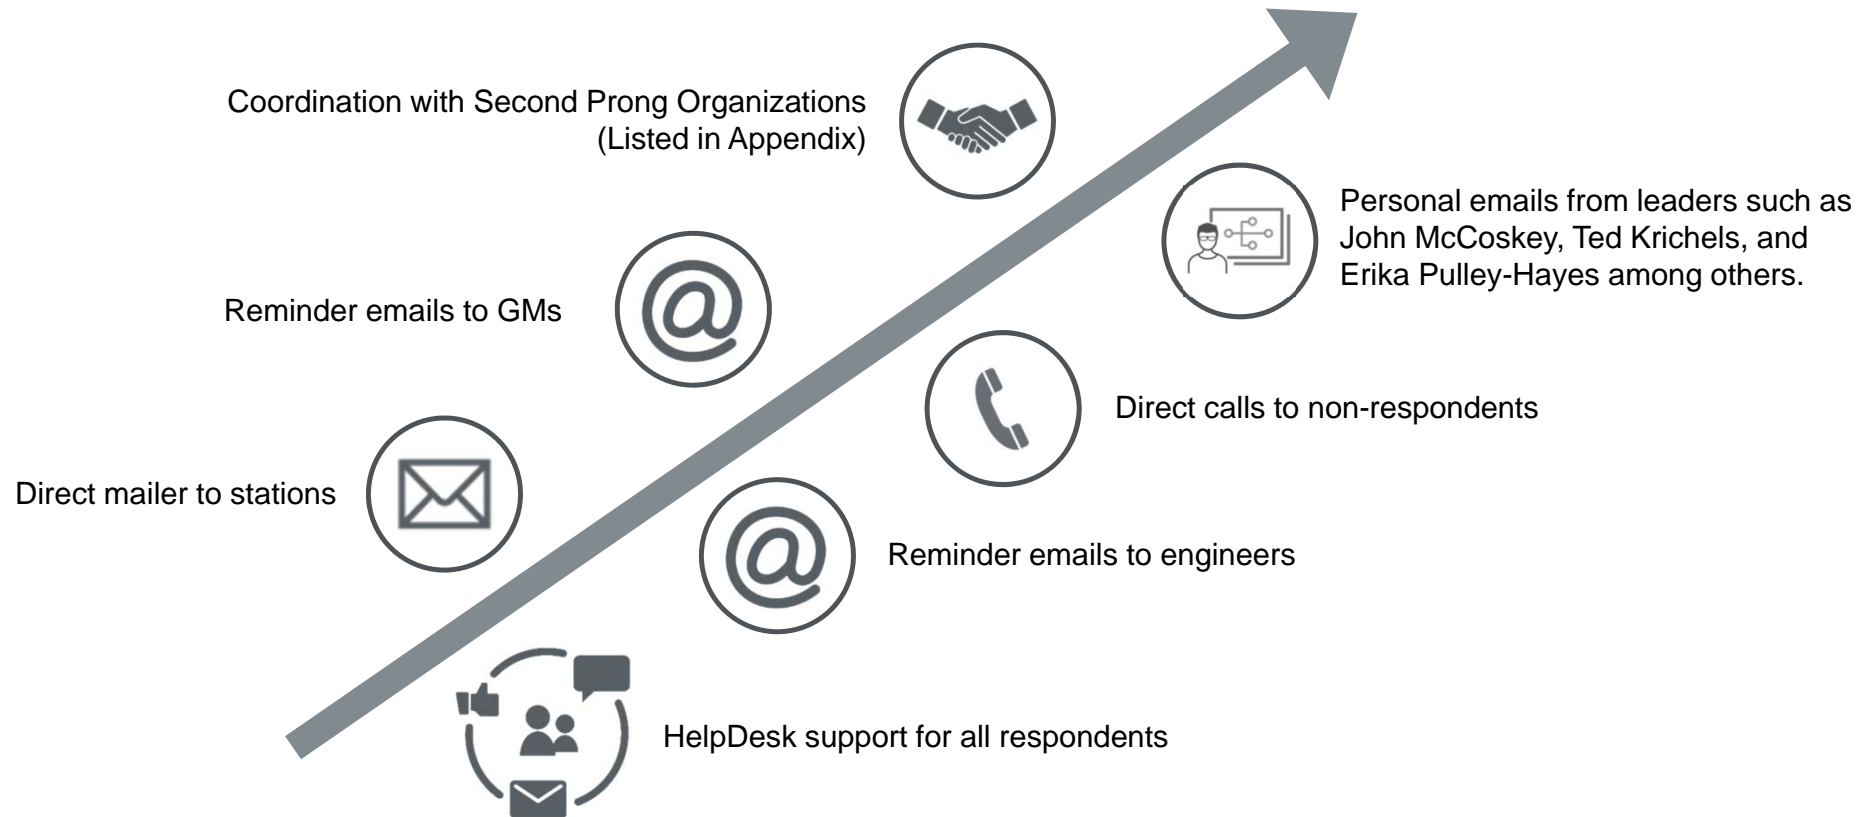 Coordination with Second Prong Organizations
(Listed in Appendix)
Personal emails from leaders such as
John McCoskey, Ted Krichels, and
Erika Pulley-Hayes among others.
Reminder emails to GMs
@
Direct calls to non-respondents
Direct mailer to stations
@
Reminder emails to engineers
HelpDesk support for all respondents